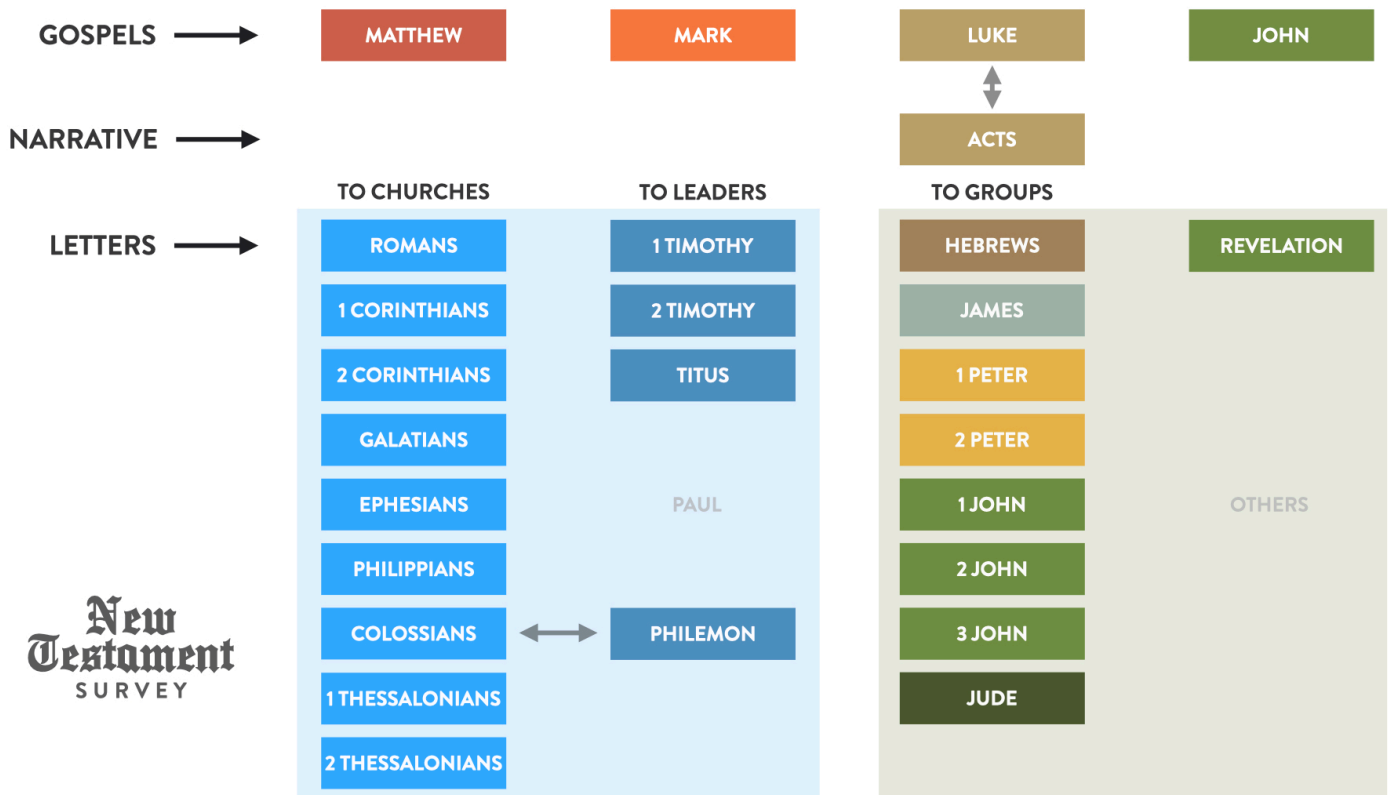 GOSPELS
MATTHEW
MARK
LUKE
JOHN
NARRATIVE
ACTS
TO CHURCHES
TO LEADERS
TO GROUPS
LETTERS
ROMANS
1 TIMOTHY
HEBREWS
REVELATION
1 CORINTHIANS
2 TIMOTHY
JAMES
2 CORINTHIANS
TITUS
1 PETER
GALATIANS
2 PETER
EPHESIANS
PAUL
1 JOHN
OTHERS
PHILIPPIANS
2 JOHN
COLOSSIANS
PHILEMON
3 JOHN
1 THESSALONIANS
JUDE
2 THESSALONIANS
New
Testament
SURVEY